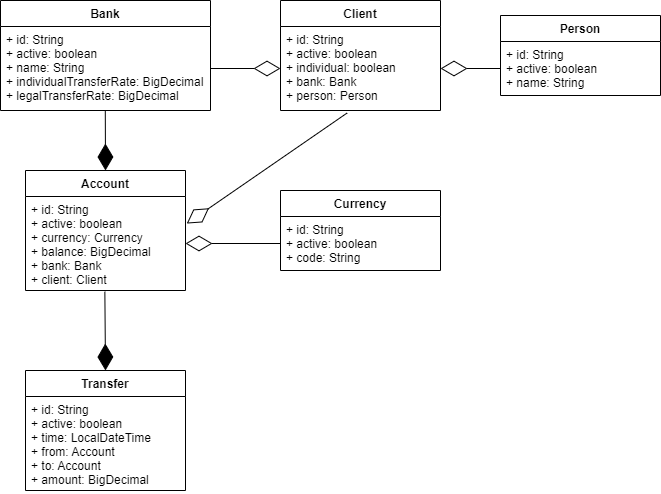 Bank
+ id: String
+ active: boolean
+ name: String
+ individualTransferRate: BigDecimal
+ legalTransferRate: BigDecimal
Client
+ id: String
+ active: boolean
+ individual: boolean
+ bank: Bank
+ person: Person
Person
+ id: String
+ active: boolean
+ name: String
Account
+ id: String
+ active: boolean
+ currency: Currency
+ balance: BigDecimal
+ bank: Bank
+ client: Client
Currency
+ id: String
+ active: boolean
+ code: String
Transfer
+ id: String
+ active: boolean
+ time: LocalDateTime
+ from: Account
+ to: Account
+ amount: BigDecimal